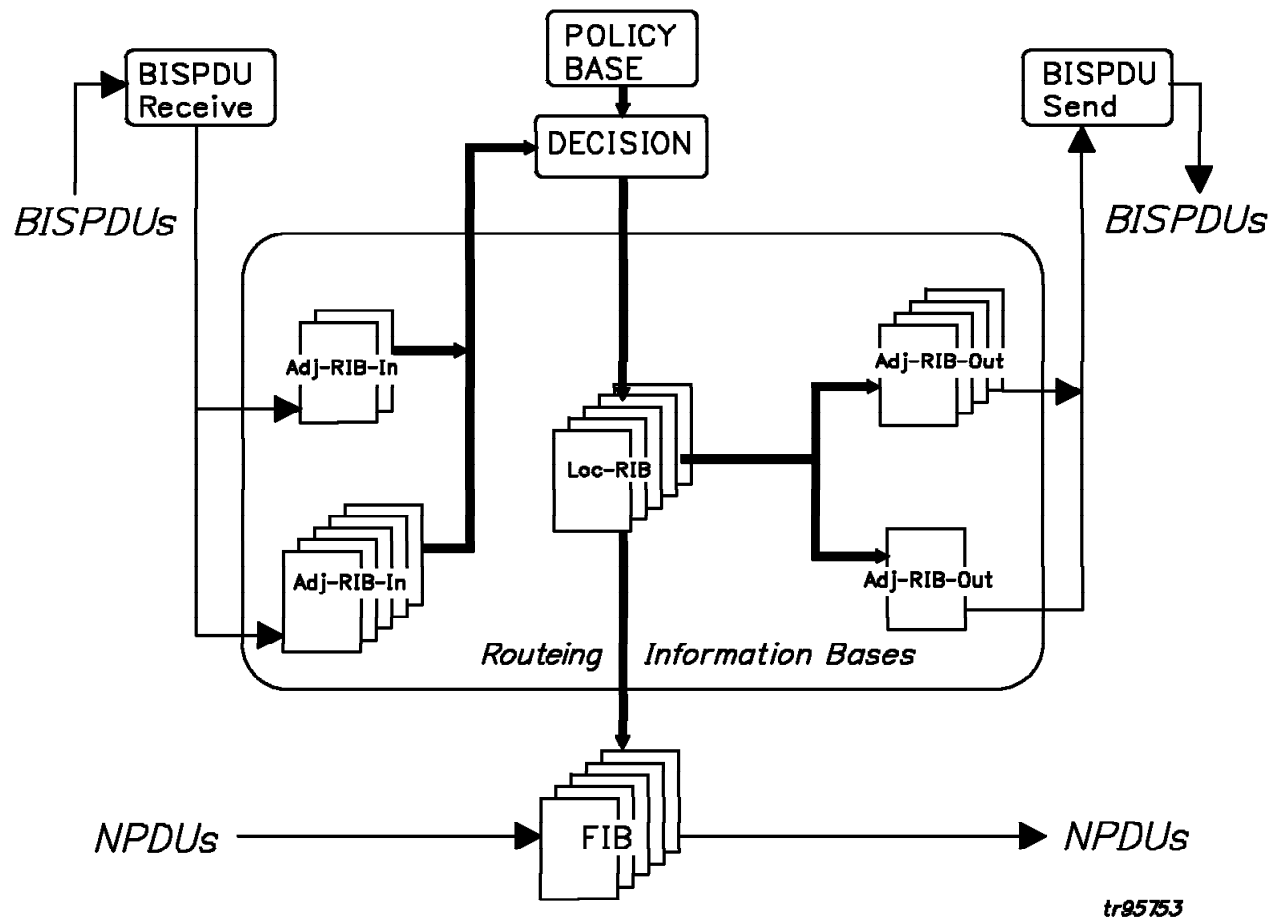 POLICY
BASE
BISPDU
Receive
BISPDU
Send
DECISION
BISPDUs
BISPDUs
Adj-RIB-In
Adj-RIB-Out
Loc-RIB
Adj-RIB-In
Adj-RIB-Out
Routeing Information Bases
NPDUs
FIB
NPDUs
tr95753